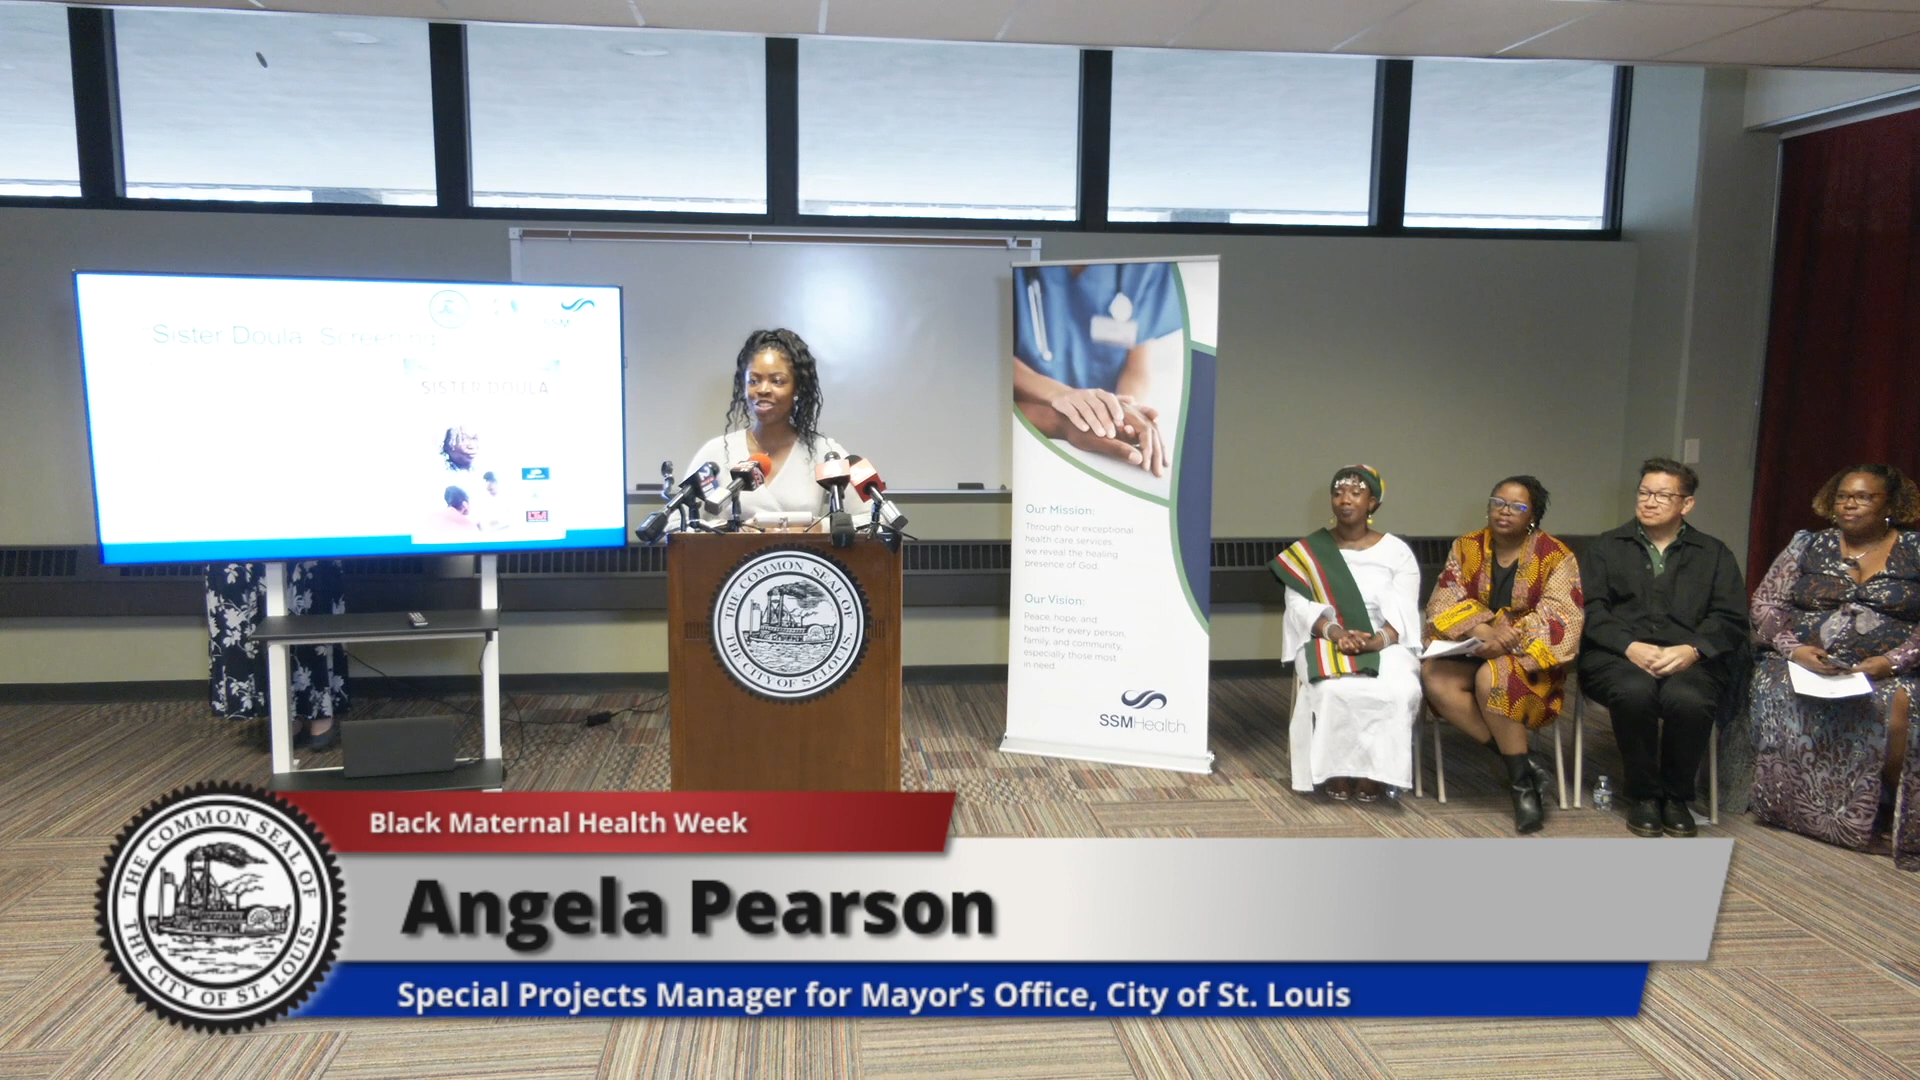 Sister Doula Screening
SSM
SISTER DOULA
THE COMMON SEAL OF
THE CITY OF ST. LOUIS.
Our Mission:
Through our exceptional
health care services,
we reveal the healing
presence of God.
Our Vision:
Peace, hope, and
health for every person,
family, and community,
especially those most
in need.
SSMHealth.
THE COMMON SEAL OF
THE CITY OF ST. LOUIS.
Black Maternal Health Week
Angela Pearson
Special Projects Manager for Mayor's Office, City of St. Louis